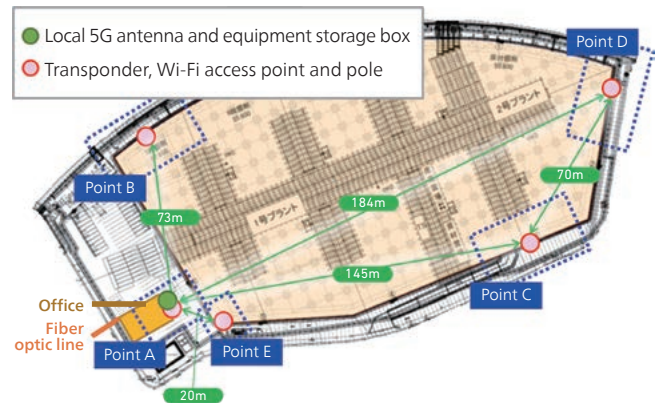 Local 5G antenna and equipment storage box
Transponder, Wi-Fi access point and pole
Point D
Point B
2号プラント
70m
184m
73m
1号プラント
145m
Point C
Office
Fiber
optic line
Point A
Point E
20m